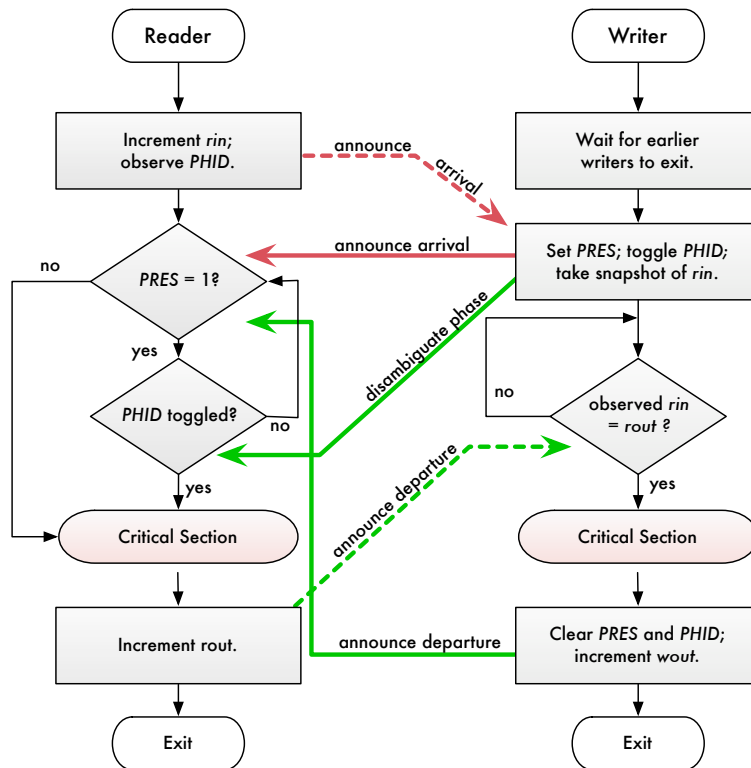 Reader
Writer
Increment rin;
observe PHID.
announce
arrival
Wait for earlier
writers to exit.
announce arrival
Set PRES; toggle PHID;
take snapshot of rin.
no
PRES = 1?
yes
disambiguate phase
PHID toggled?
no
yes
no
observed rin
= rout ?
yes
announce departure
Critical Section
Critical Section
Increment rout.
announce departure
Clear PRES and PHID;
increment wout.
Exit
Exit